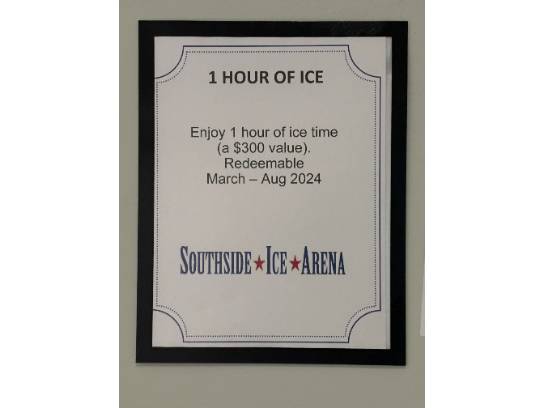 1 HOUR OF ICE
Enjoy 1 hour of ice time
(a $300 value).
Redeemable
March – Aug 2024
SOUTHSIDE★ICE★ARENA